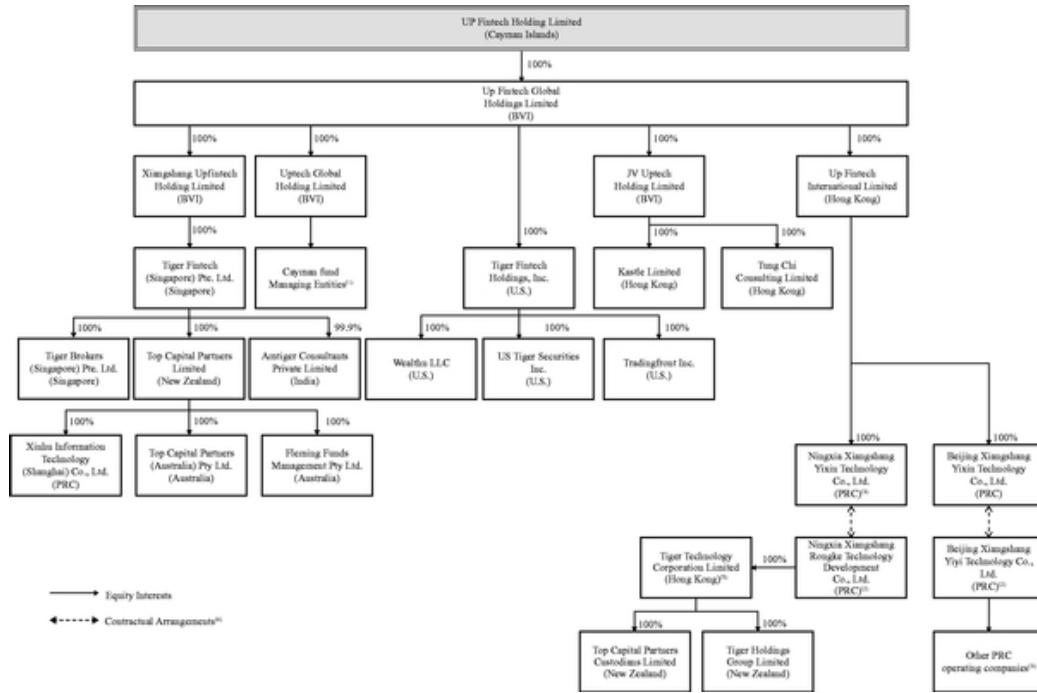 UP Fintech Holding Limited
(Cayman Islands)
100%
Up Fintech Global
Holdings Limited
(BVI)
100%
100%
100%
100%
Xiangshang Upfintech
Holding Limited
(BVI)
Uptech Global
Holding Limited
(BVI)
JV Uptech
Holding Limited
(BVI)
Up Fintech
International Limited
(Hong Kong)
100%
100%
100%
100%
Tiger Fintech
(Singapore) Pte. Ltd.
(Singapore)
Cayman fund
Managing Entities
Tiger Fintech
Holdings, Inc.
(U.S.)
Kastle Limited
(Hong Kong)
Tung Chi
Consulting Limited
(Hong Kong)
100%
100%
99.9%
100%
100%
100%
Tiger Brokers
(Singapore) Pte. Ltd.
(Singapore)
Top Capital Partners
Limited
(New Zealand)
Amtiger Consultants
Private Limited
(India)
Wealthn LLC
(U.S.)
US Tiger Securities
Inc.
(U.S.)
Tradingfront Inc.
(U.S.)
100%
100%
100%
100%
100%
Information
Technology
(Shanghai) Co., Ltd.
(PRC)
Top Capital Partners
(Australia) Pty Ltd.
(Australia)
Fleming Funds
Management Pty Ltd.
(Australia)
Ningxia Xiangshang
Yixin Technology
Co., Ltd.
(PRC)
Beijing Xiangshang
Yixin Technology
Co., Ltd.
(PRC)
Tiger Technology
Corporation Limited
(Hong Kong)
100%
Ningxia Xiangshang
Rongke Technology
Development
Co., Ltd.
(PRC)
Beijing Xiangshang
Yiyi Technology Co.,
Ltd.
(PRC)
Equity Interests
Contractual Arrangements
100%
100%
100%
Top Capital Partners
Custodians Limited
(New Zealand)
Tiger Holdings
Group Limited
(New Zealand)
Other PRC
operating companies